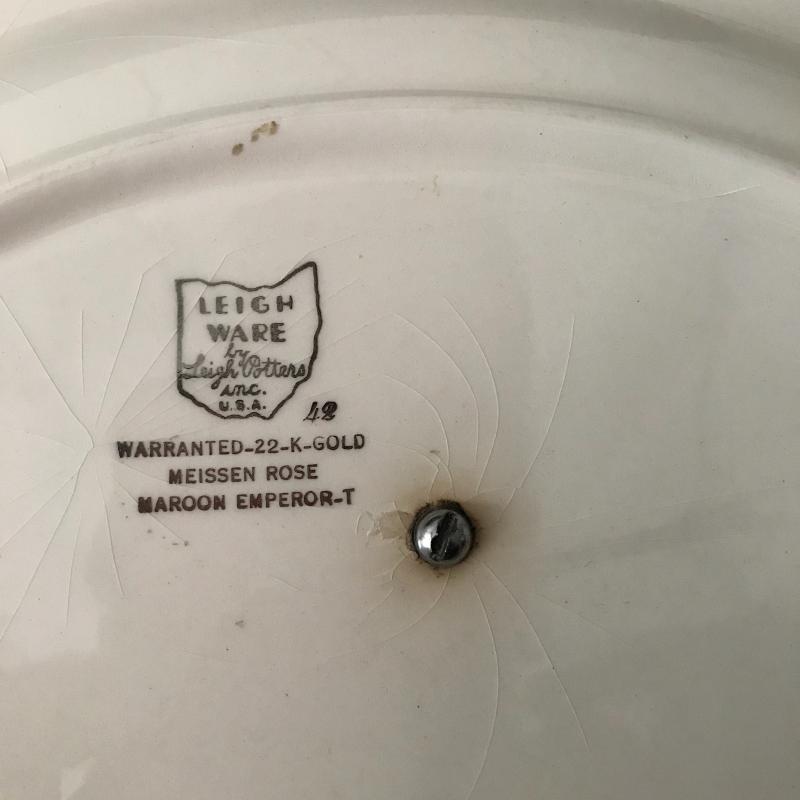 LEIGH
WARE
by
Leigh Potters
inc.
U.S.A.
42
WARRANTED-22-K-GOLD
MEISSEN ROSE
MAROON EMPEROR-T